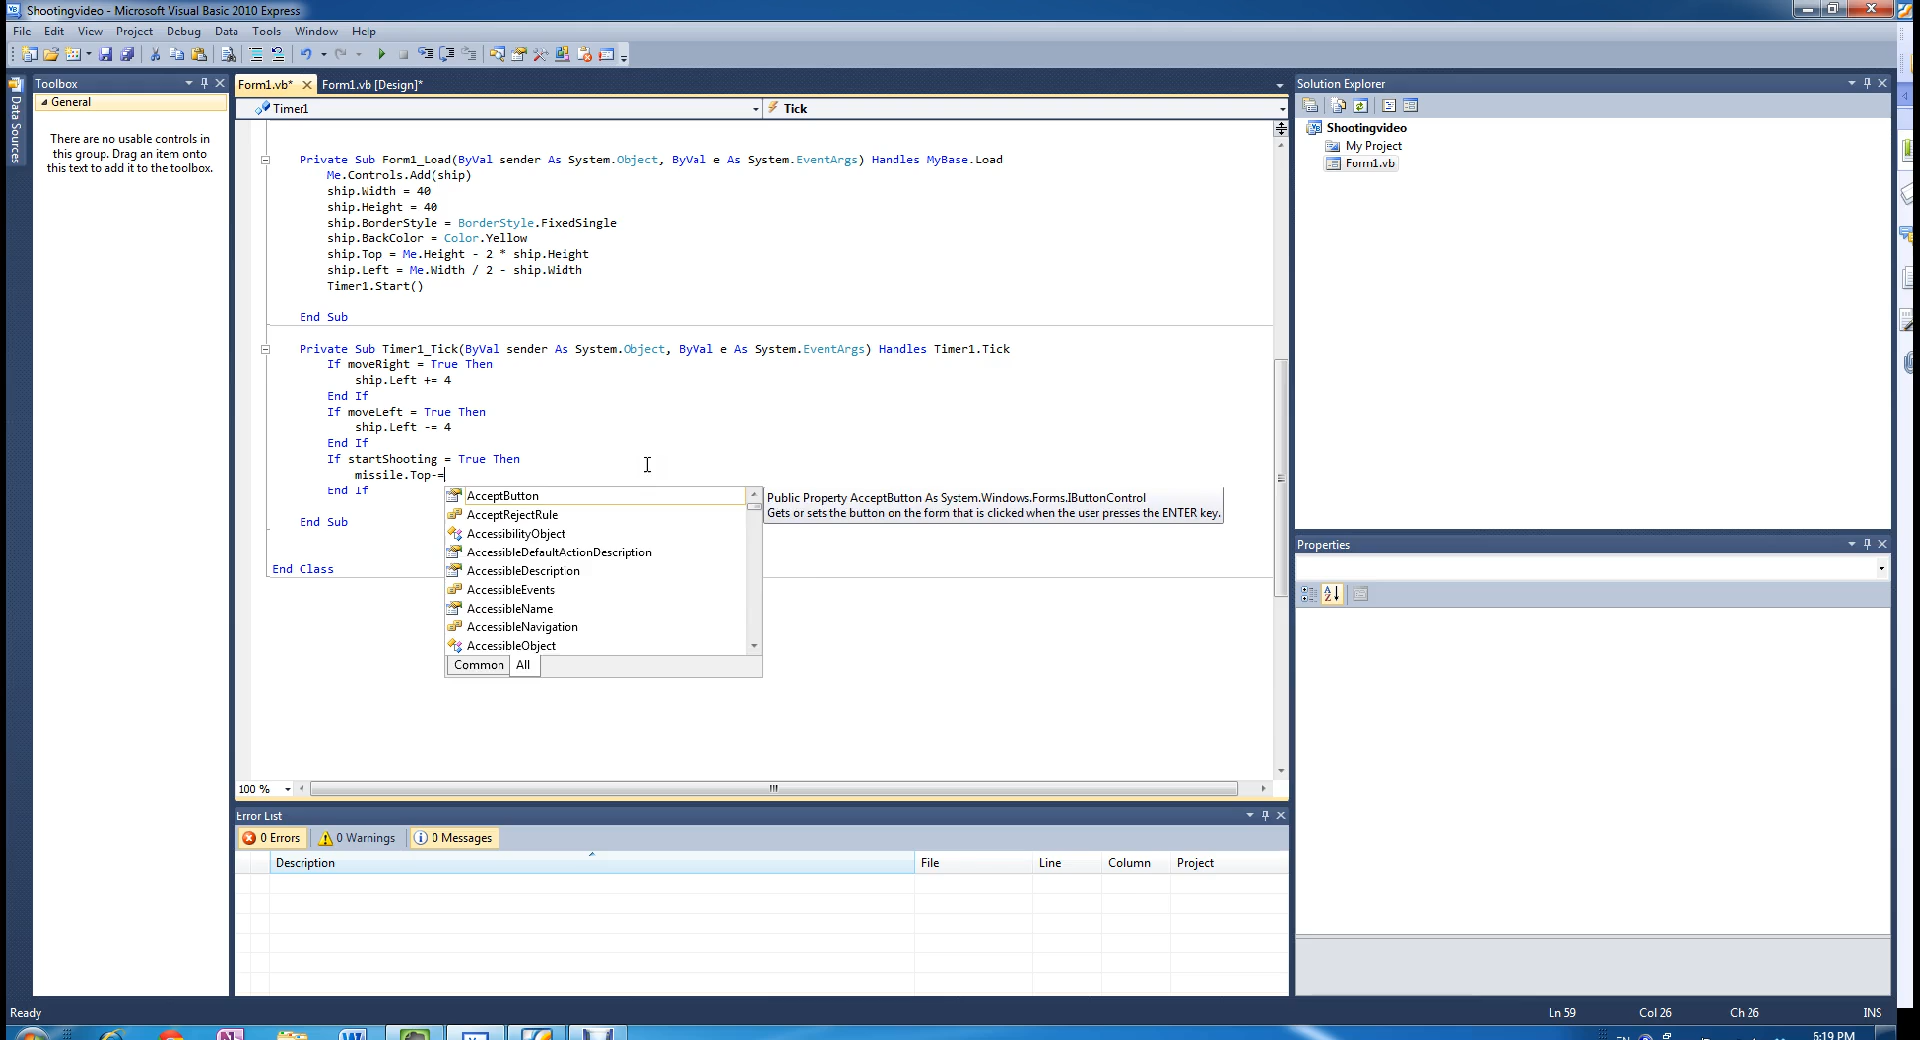 Shootingvideo - Microsoft Visual Basic 2010 Express
File Edit View Project Debug Data Tools Window Help
Toolbox
General
There are no usable controls in
this group. Drag an item onto
this text to add it to the toolbox.
Data Sources
Form1.vb* Form1.vb [Design]*
Timer1 Tick
Private Sub Form1_Load(ByVal sender As System.Object, ByVal e As System.EventArgs) Handles MyBase.Load
Me.Controls.Add(ship)
ship.Width = 40
ship.Height = 40
ship.BorderStyle = BorderStyle.FixedSingle
ship.BackColor = Color.Yellow
ship.Top = Me.Height - 2 * ship.Height
ship.Left = Me.Width / 2 - ship.Width
Timer1.Start()
End Sub
Private Sub Timer1_Tick(ByVal sender As System.Object, ByVal e As System.EventArgs) Handles Timer1.Tick
If moveRight = True Then
ship.Left += 4
End If
If moveLeft = True Then
ship.Left -= 4
End If
If startShooting = True Then
missile.Top-=
End If
End Sub
End Class
AcceptButton
AcceptRejectRule
AccessibilityObject
AccessibleDefaultActionDescription
AccessibleDescription
AccessibleEvents
AccessibleName
AccessibleNavigation
AccessibleObject
Common All
Public Property AcceptButton As System.Windows.Forms.IButtonControl
Gets or sets the button on the form that is clicked when the user presses the ENTER key.
100 %
Error List
0 Errors 0 Warnings 0 Messages
Description File Line Column Project
Solution Explorer
Shootingvideo
My Project
Form1.vb
Properties
Ready Ln 59 Col 26 Ch 26 INS
5:19 PM